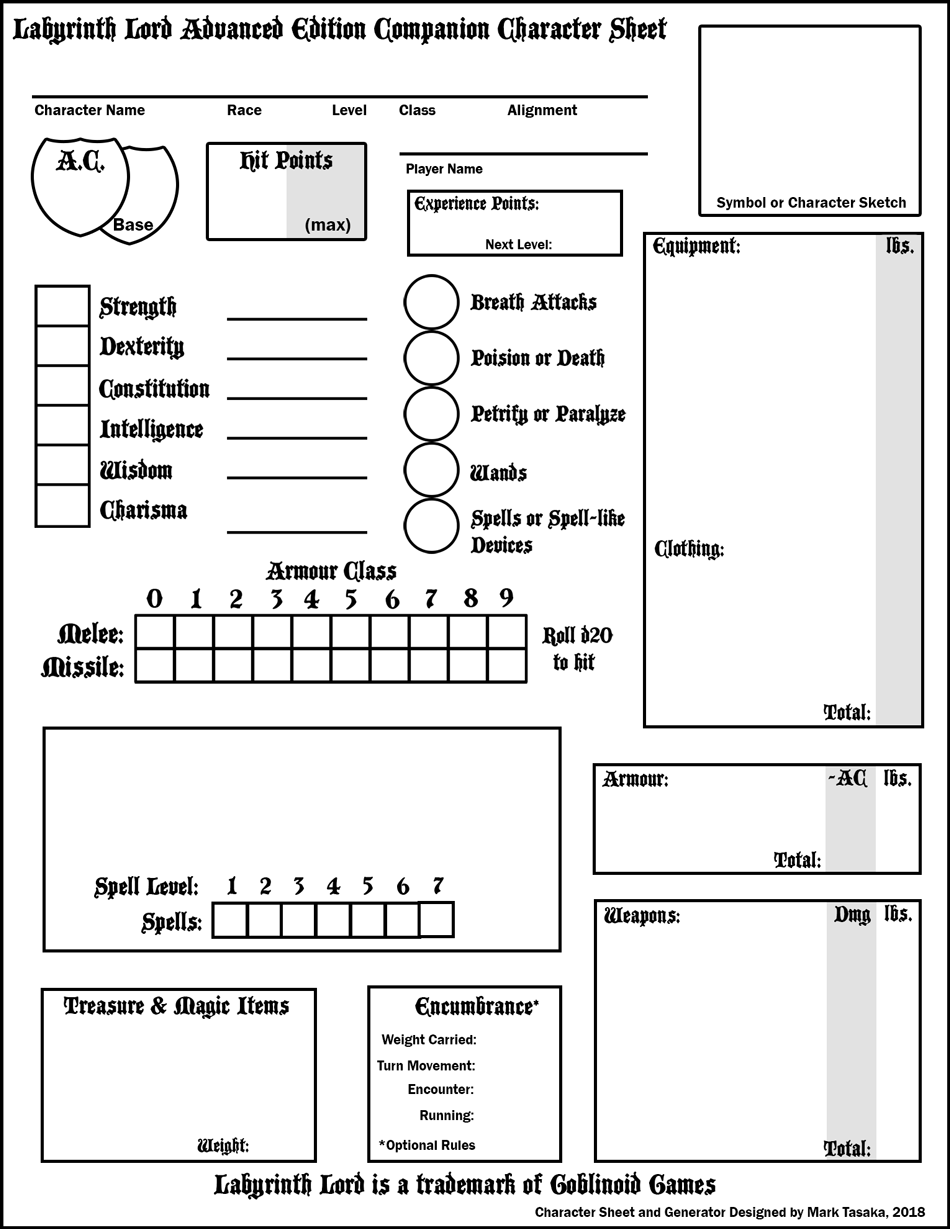 Labyrinth Lord Advanced Edition Companion Character Sheet
Character Name Race Level Class Alignment
Player Name
Symbol or Character Sketch
A.C.
Base
Hit Points
(max)
Experience Points:
Next Level:
Strength
Dexterity
Constitution
Intelligence
Wisdom
Charisma
Breath Attacks
Poision or Death
Petrify or Paralyze
Wands
Spells or Spell-like
Devices
Equipment: lbs.
Clothing:
Total:
Armour Class
0 1 2 3 4 5 6 7 8 9
Melee:
Missile:
Roll d20
to hit
Armour: -AC lbs.
Total:
Spell Level: 1 2 3 4 5 6 7
Spells:
Weapons: Dmg lbs.
Total:
Treasure & Magic Items
Weight:
Encumbrance*
Weight Carried:
Turn Movement:
Encounter:
Running:
*Optional Rules
Labyrinth Lord is a trademark of Goblinoid Games
Character Sheet and Generator Designed by Mark Tasaka, 2018